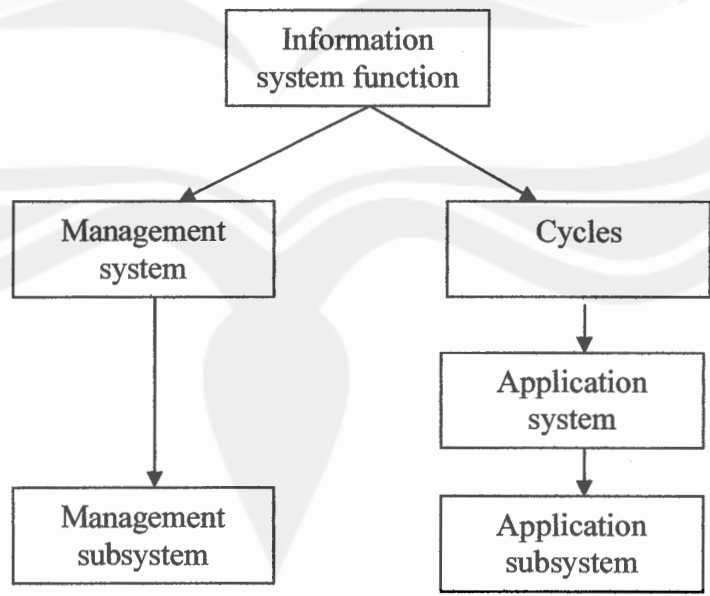 Information
system function
Management
system
Cycles
Application
system
Management
subsystem
Application
subsystem